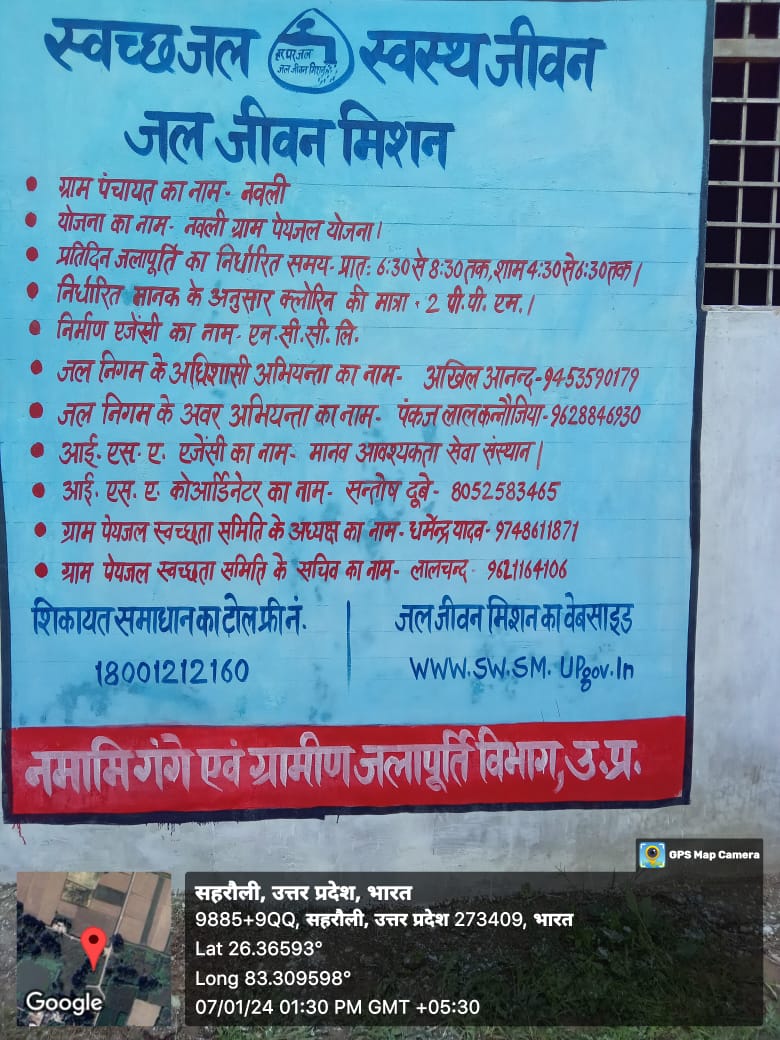 स्वच्छ जल
हर घर जल
जल जीवन मिशन
स्वस्थ जीवन
जल जीवन मिशन
• ग्राम पंचायत का नाम- नवली
• योजना का नाम- नवली ग्राम पेयजल योजना।
• प्रतिदिन जलापूर्ति का निर्धारित समय- प्रात: 6:30 से 8:30 तक, शाम 4:30 से 6:30 तक।
• निर्धारित मानक के अनुसार क्लोरिन की मात्रा - 2 पी. पी. एम.।
• निर्माण एजेंसी का नाम- एन. सी. सी. लि.
• जल निगम के अधिशासी अभियन्ता का नाम- अखिल आनन्द-9453590179
• जल निगम के अवर अभियन्ता का नाम- पंकज लाल कन्नौजिया-9628846930
• आई. एस. ए. एजेंसी का नाम- मानव आवश्यकता सेवा संस्थान।
• आई. एस. ए. कोआर्डिनेटर का नाम- सन्तोष दूबे- 8052583465
• ग्राम पेयजल स्वच्छता समिति के अध्यक्ष का नाम- धर्मेन्द्र यादव-9748611871
• ग्राम पेयजल स्वच्छता समिति के सचिव का नाम- लालचन्द- 9621164106
शिकायत समाधान का टोल फ्री नं.
18001212160
जल जीवन मिशन का वेबसाइड
WWW.SW.SM. UPgov.In
नमामि गंगे एवं ग्रामीण जलापूर्ति विभाग, उ.प्र.
GPS Map Camera
Google
सहरौली, उत्तर प्रदेश, भारत
9885+9QQ, सहरौली, उत्तर प्रदेश 273409, भारत
Lat 26.36593°
Long 83.309598°
07/01/24 01:30 PM GMT +05:30